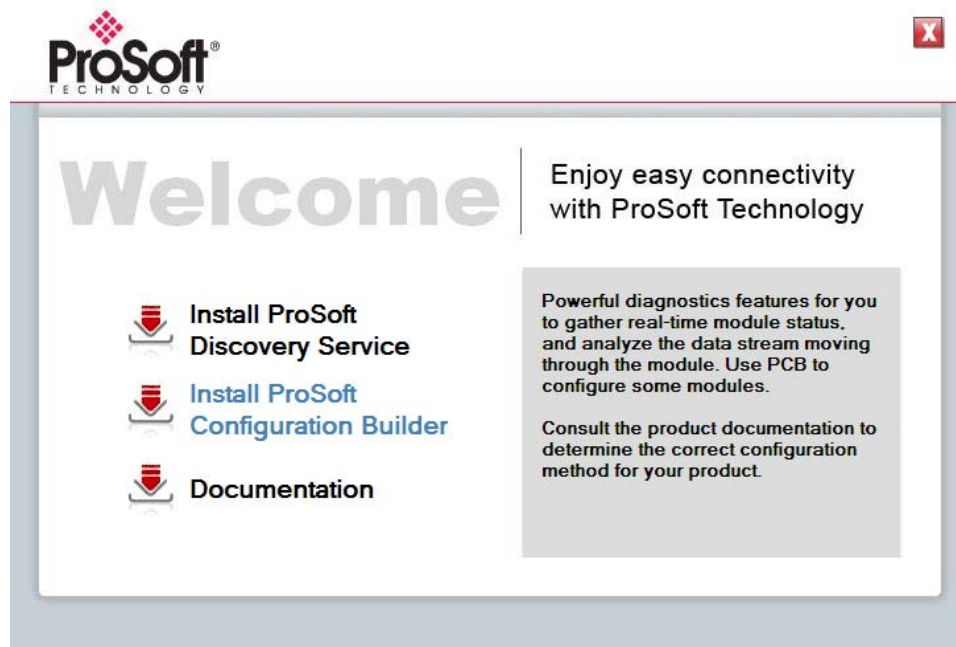 ProSoft®
TECHNOLOGY
X
Welcome
Enjoy easy connectivity
with ProSoft Technology
Install ProSoft
Discovery Service
Install ProSoft
Configuration Builder
Documentation
Powerful diagnostics features for you
to gather real-time module status,
and analyze the data stream moving
through the module. Use PCB to
configure some modules.
Consult the product documentation to
determine the correct configuration
method for your product.